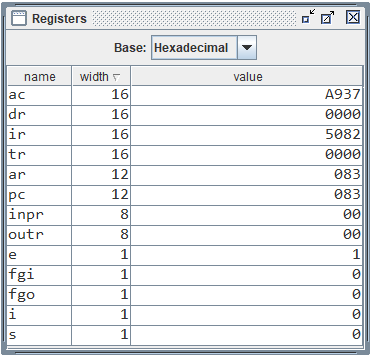 Registers
Base: Hexadecimal
name width value
ac 16 A937
dr 16 0000
ir 16 5082
tr 16 0000
ar 12 083
pc 12 083
inpr 8 00
outr 8 00
e 1 1
fgi 1 0
fgo 1 0
i 1 0
s 1 0